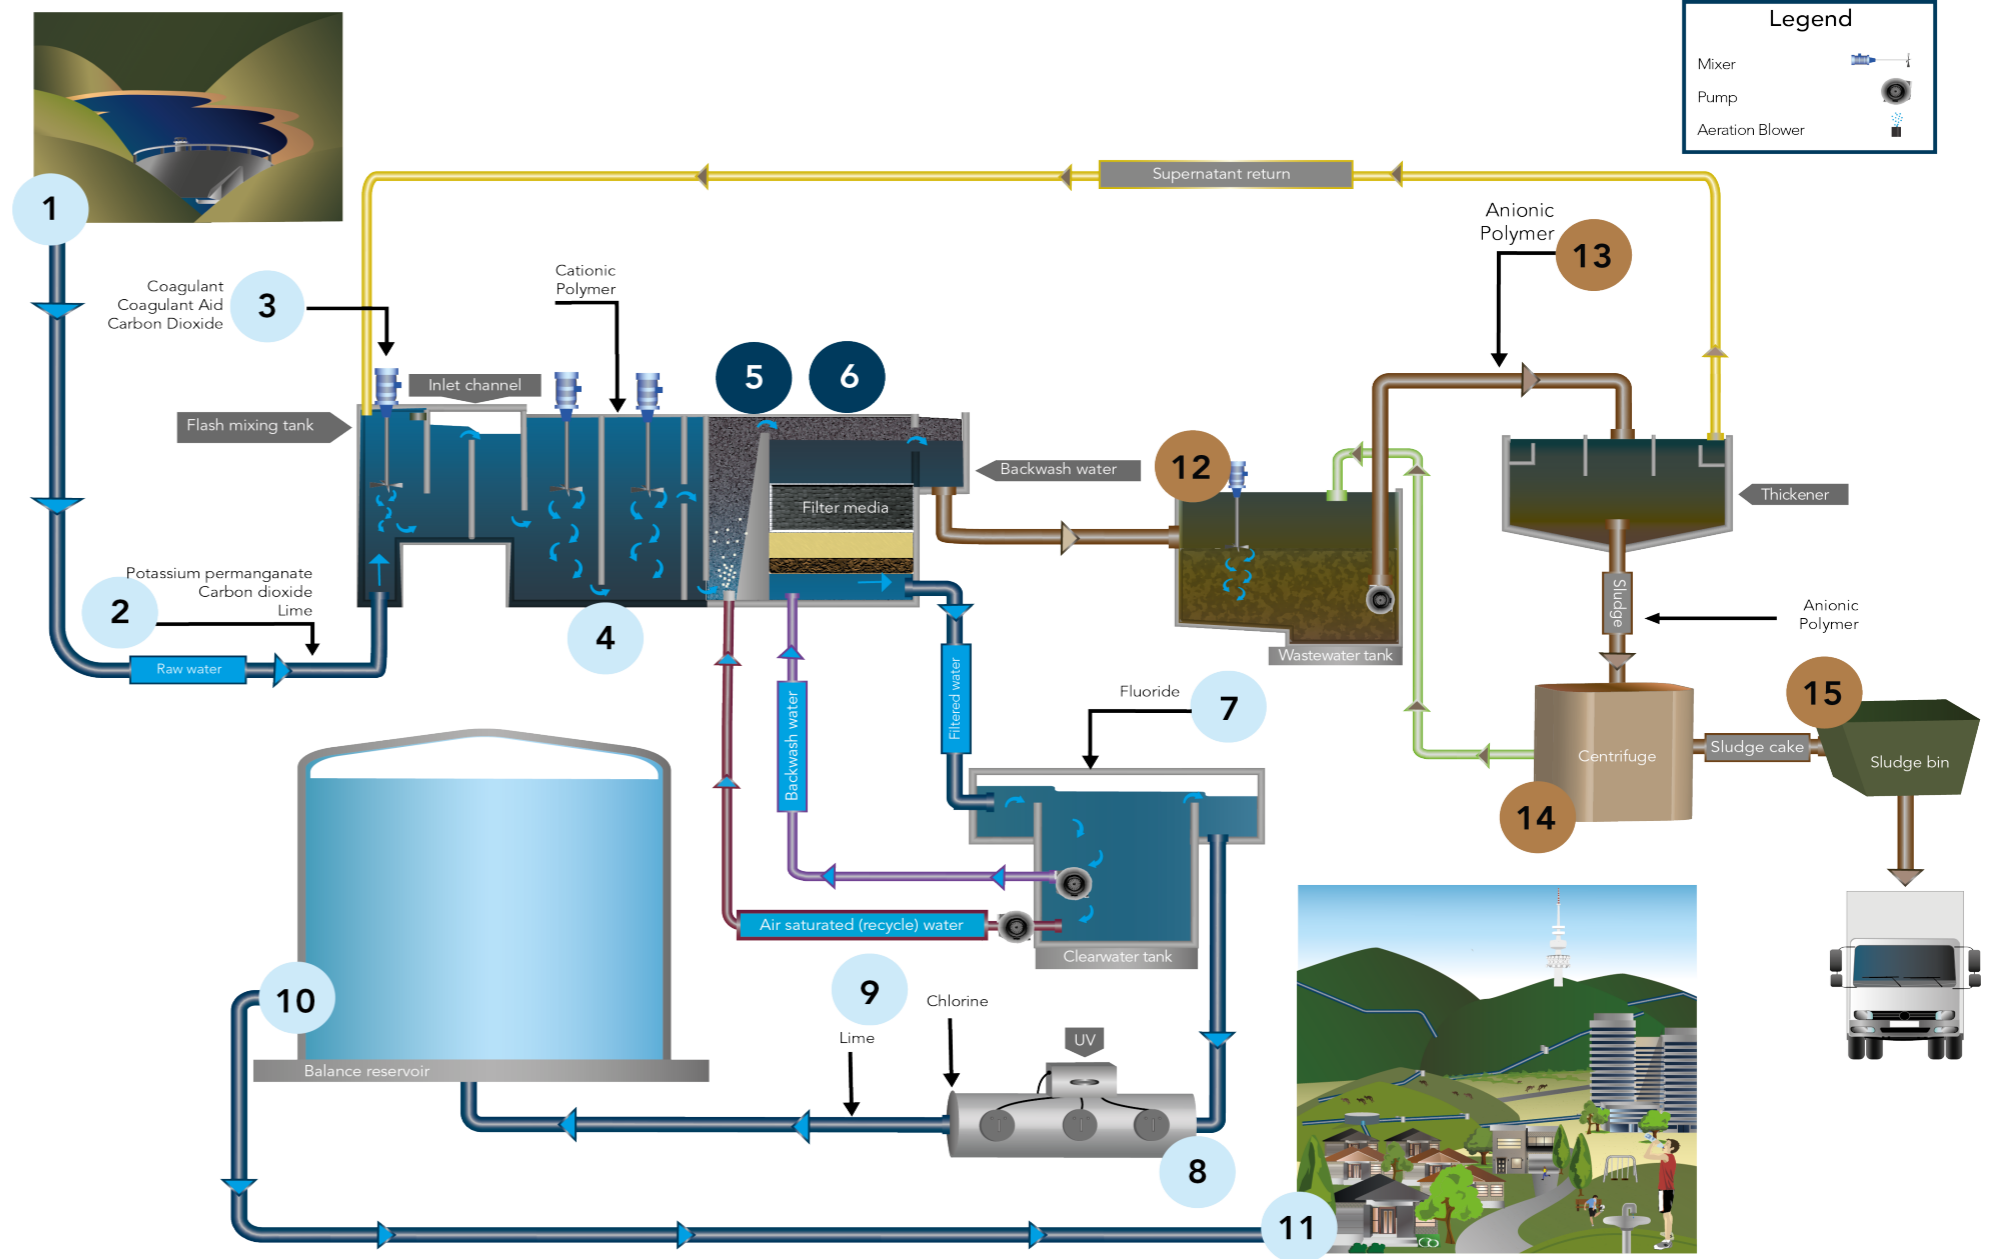 Legend
Mixer
Pump
Aeration Blower
1
Supernatant return
Anionic
Polymer
13
Coagulant
Coagulant Aid
Carbon Dioxide
3
Cationic
Polymer
Inlet channel
5
6
Flash mixing tank
Backwash water
12
Thickener
Filter media
Potassium permanganate
Carbon dioxide
Lime
2
Raw water
4
Sludge
Anionic
Polymer
Wastewater tank
Filtered water
Backwash water
Fluoride
7
15
Sludge cake
Centrifuge
Sludge bin
14
Air saturated (recycle) water
Clearwater tank
9
Chlorine
Lime
UV
10
Balance reservoir
8
11